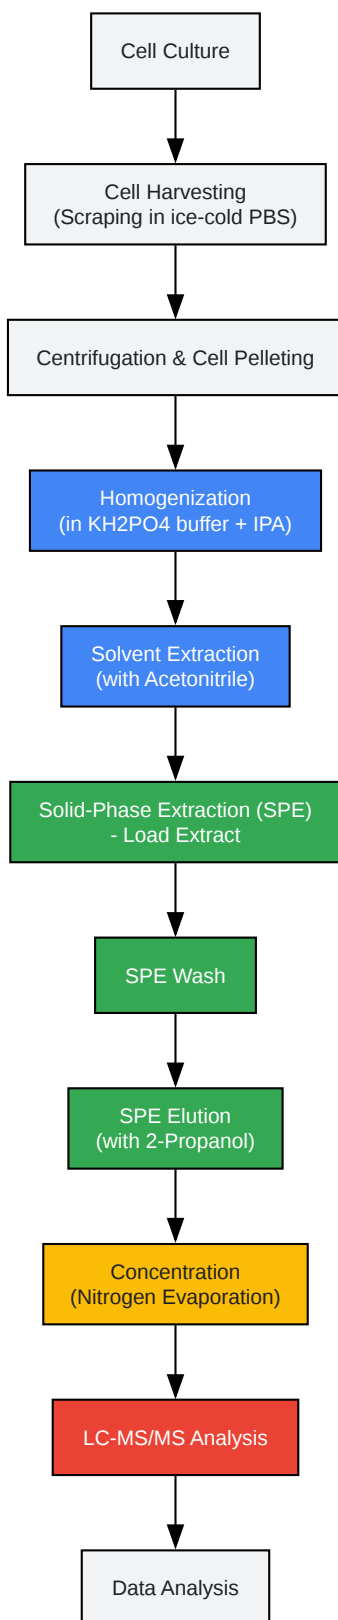 Cell Culture
Cell Harvesting
(Scraping in ice-cold PBS)
Centrifugation & Cell Pelleting
Homogenization
(in KH2PO4 buffer + IPA)
Solvent Extraction
(with Acetonitrile)
Solid-Phase Extraction (SPE)
- Load Extract
SPE Wash
SPE Elution
(with 2-Propanol)
Concentration
(Nitrogen Evaporation)
LC-MS/MS Analysis
Data Analysis